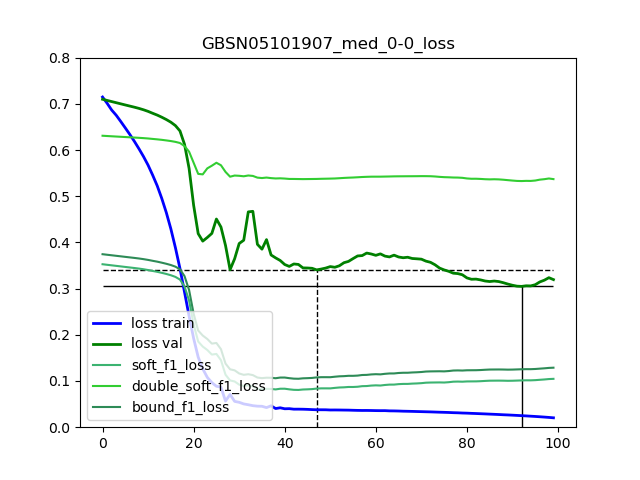 GBSN05101907_med_0-0_loss
0.8
0.7
0.6
0.5
0.4
0.3
0.2
0.1
0.0
loss train
loss val
soft_f1_loss
double_soft_f1_loss
bound_f1_loss
0 20 40 60 80 100